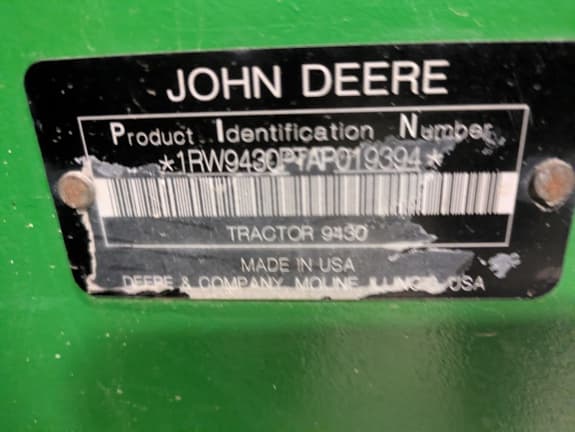 JOHN DEERE
Product Identification Number
*1RW9430PTAP019394*
TRACTOR 9430
MADE IN USA
DEERE & COMPANY MOLINE ILLINOIS USA